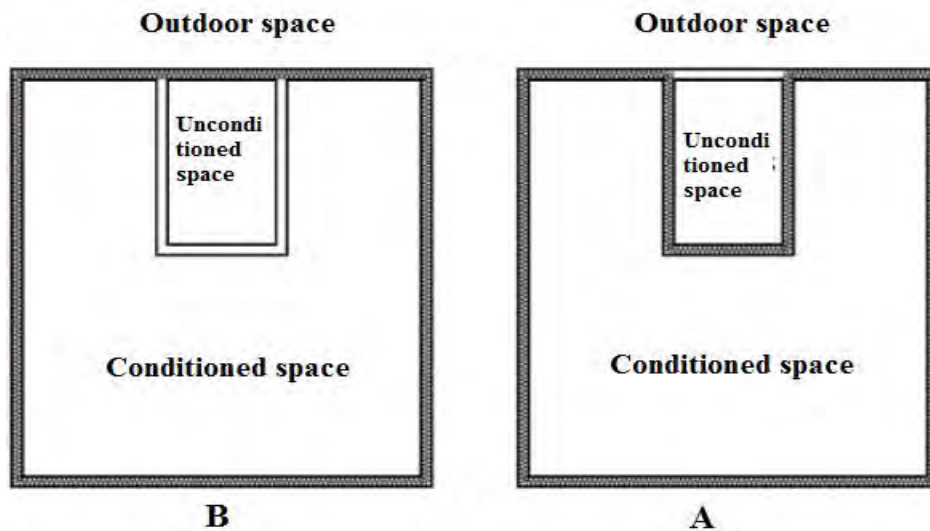 Outdoor space
Uncondi
tioned
space
Conditioned space
B
Outdoor space
Uncondi
tioned
space
Conditioned space
A